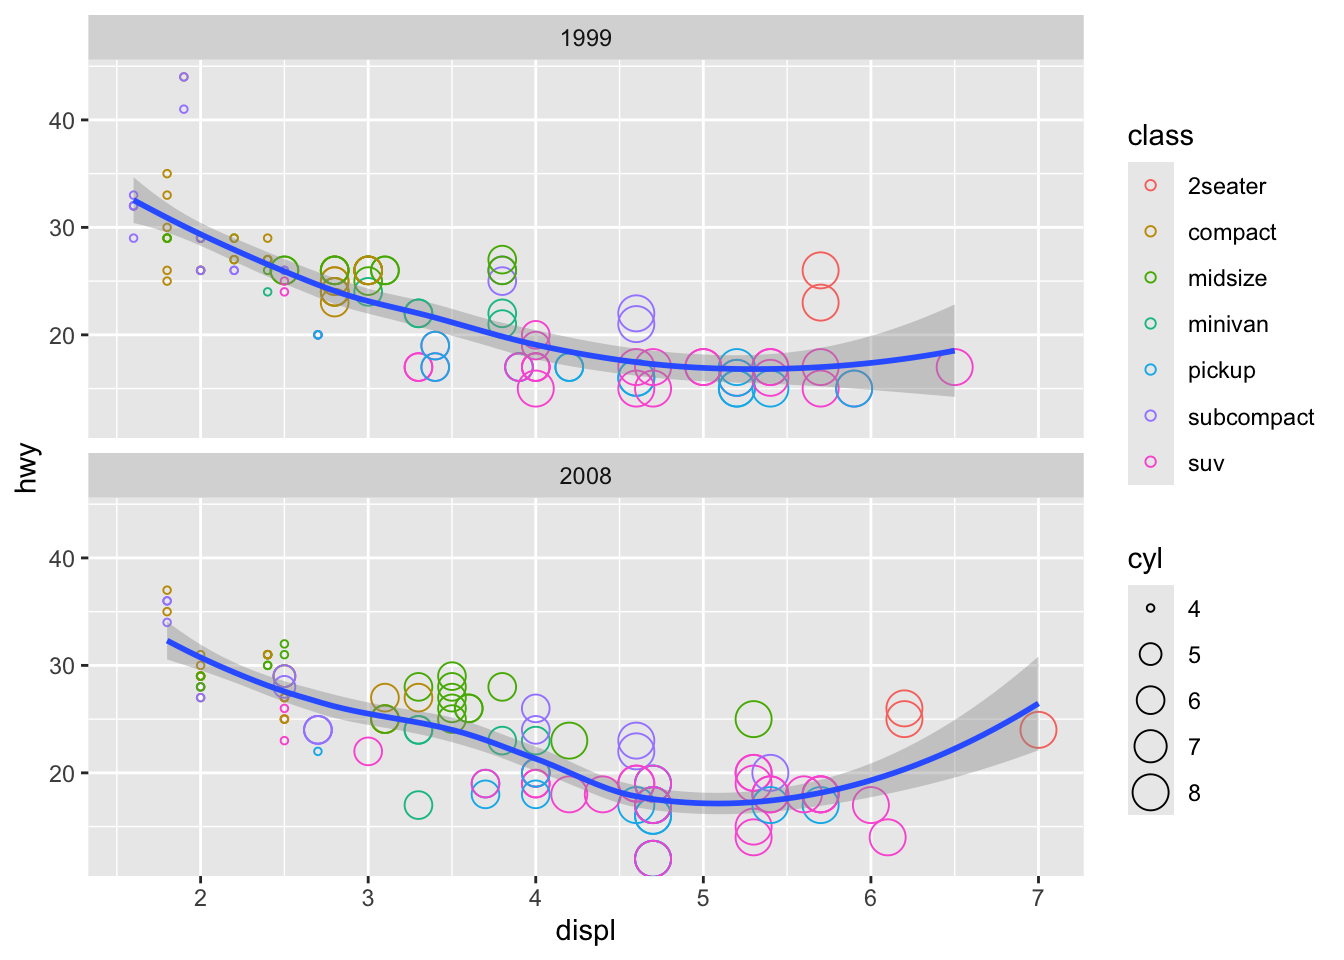 1999
40
30
20
2008
40
30
20
2 3 4 5 6 7
displ
hwy
class
2seater
compact
midsize
minivan
pickup
subcompact
suv
cyl
4
5
6
7
8